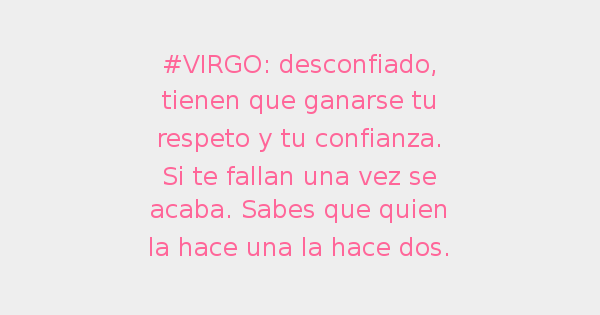 #VIRGO: desconfiado,
tienen que ganarse tu
respeto y tu confianza.
Si te fallan una vez se
acaba. Sabes que quien
la hace una la hace dos.